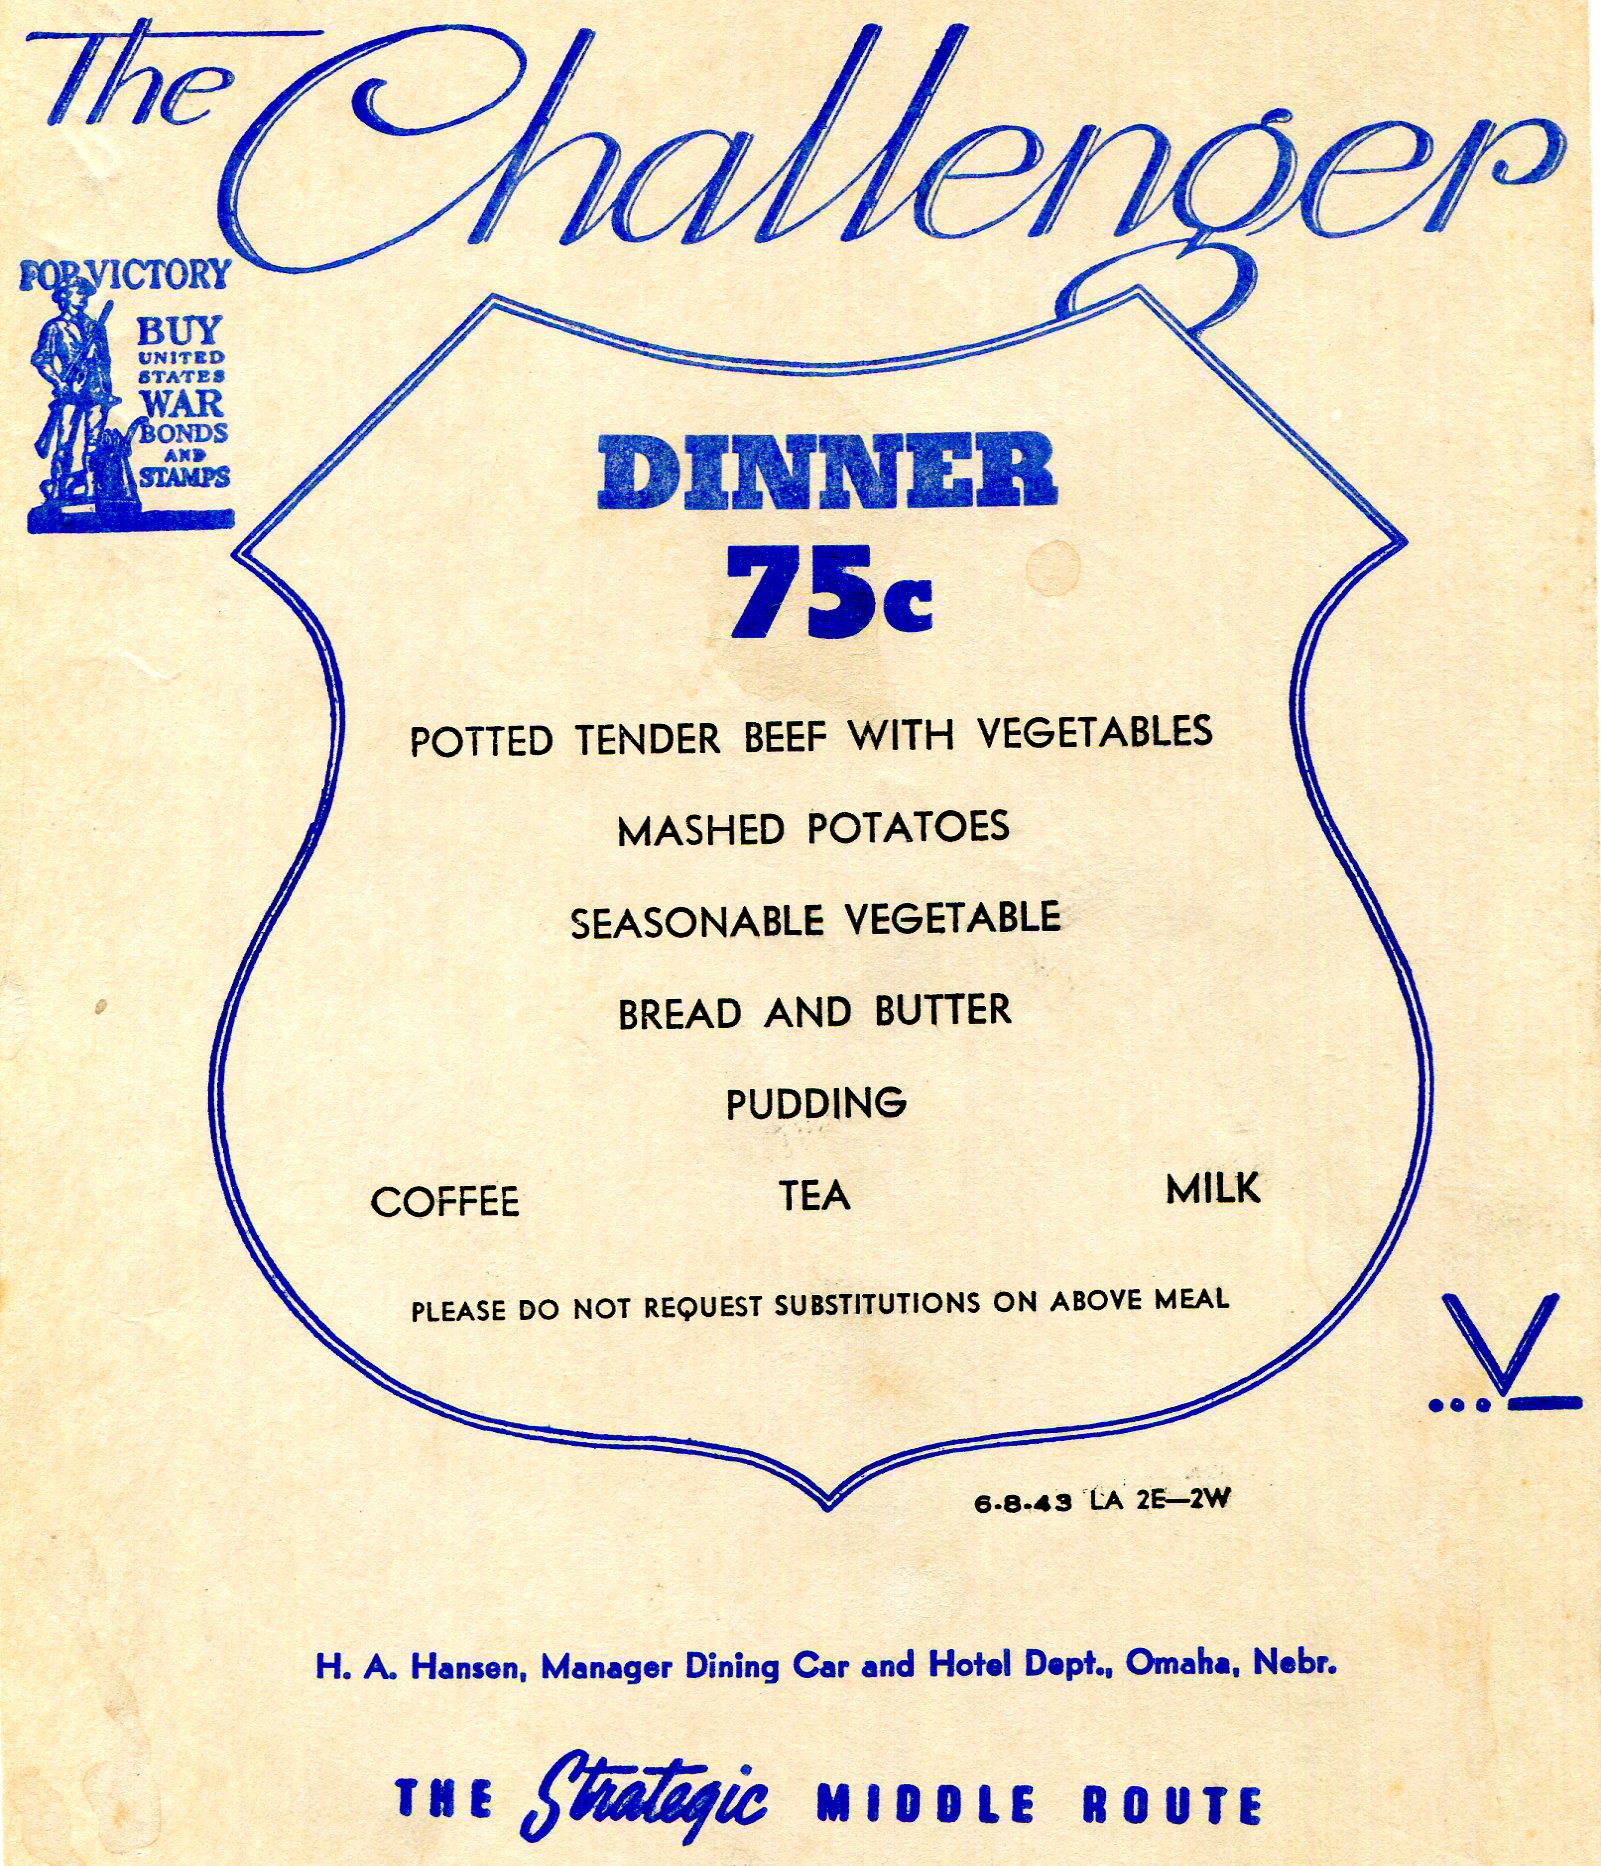 The Challenger
FOR VICTORY
BUY
UNITED
STATES
WAR
BONDS
AND
STAMPS
DINNER
75c
POTTED TENDER BEEF WITH VEGETABLES
MASHED POTATOES
SEASONABLE VEGETABLE
BREAD AND BUTTER
PUDDING
COFFEE TEA MILK
PLEASE DO NOT REQUEST SUBSTITUTIONS ON ABOVE MEAL
V
...—
6-8-43 LA 2E—2W
H. A. Hansen, Manager Dining Car and Hotel Dept., Omaha, Nebr.
THE Strategic MIDDLE ROUTE